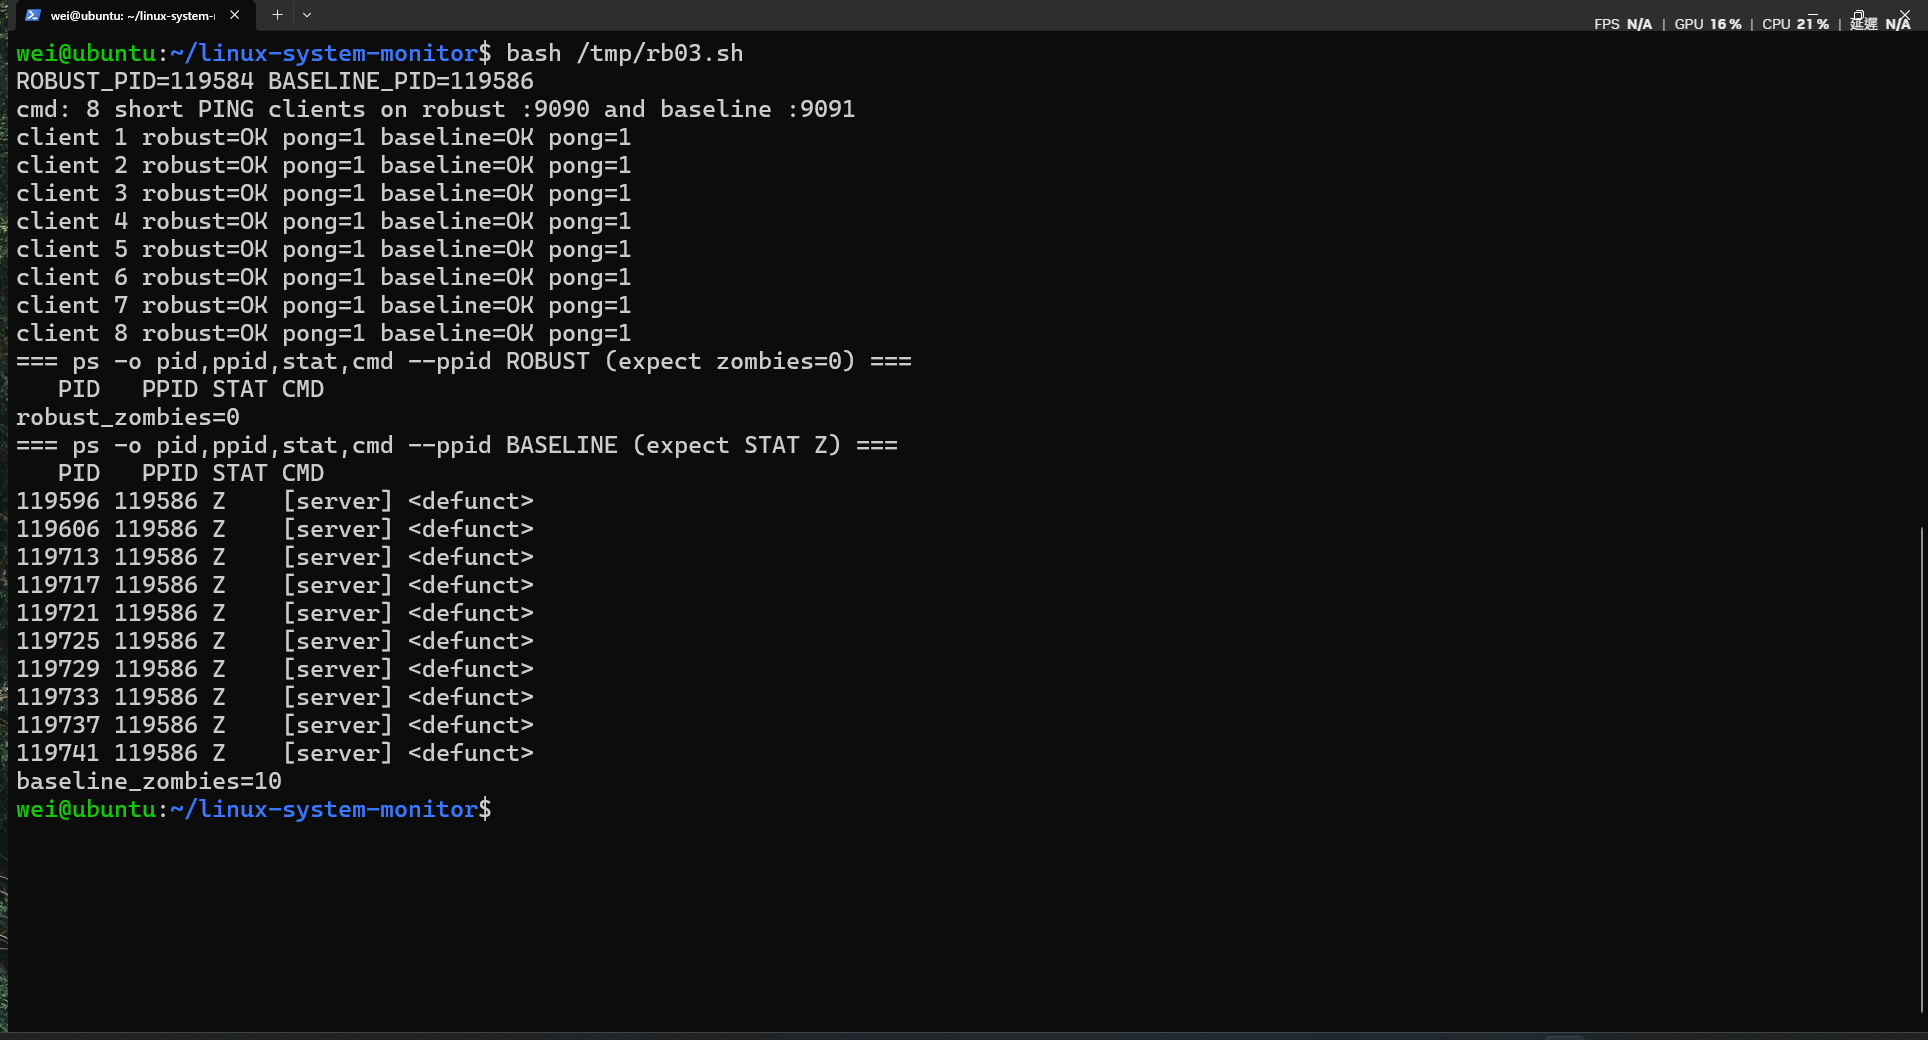 wei@ubuntu: ~/linux-system-
FPS N/A | GPU 16% | CPU 21% | 延遲 N/A
wei@ubuntu:~/linux-system-monitor$ bash /tmp/rb03.sh
ROBUST_PID=119584 BASELINE_PID=119586
cmd: 8 short PING clients on robust :9090 and baseline :9091
client 1 robust=OK pong=1 baseline=OK pong=1
client 2 robust=OK pong=1 baseline=OK pong=1
client 3 robust=OK pong=1 baseline=OK pong=1
client 4 robust=OK pong=1 baseline=OK pong=1
client 5 robust=OK pong=1 baseline=OK pong=1
client 6 robust=OK pong=1 baseline=OK pong=1
client 7 robust=OK pong=1 baseline=OK pong=1
client 8 robust=OK pong=1 baseline=OK pong=1
=== ps -o pid,ppid,stat,cmd --ppid ROBUST (expect zombies=0) ===
PID PPID STAT CMD
robust_zombies=0
=== ps -o pid,ppid,stat,cmd --ppid BASELINE (expect STAT Z) ===
PID PPID STAT CMD
119596 119586 Z [server] <defunct>
119606 119586 Z [server] <defunct>
119713 119586 Z [server] <defunct>
119717 119586 Z [server] <defunct>
119721 119586 Z [server] <defunct>
119725 119586 Z [server] <defunct>
119729 119586 Z [server] <defunct>
119733 119586 Z [server] <defunct>
119737 119586 Z [server] <defunct>
119741 119586 Z [server] <defunct>
baseline_zombies=10
wei@ubuntu:~/linux-system-monitor$